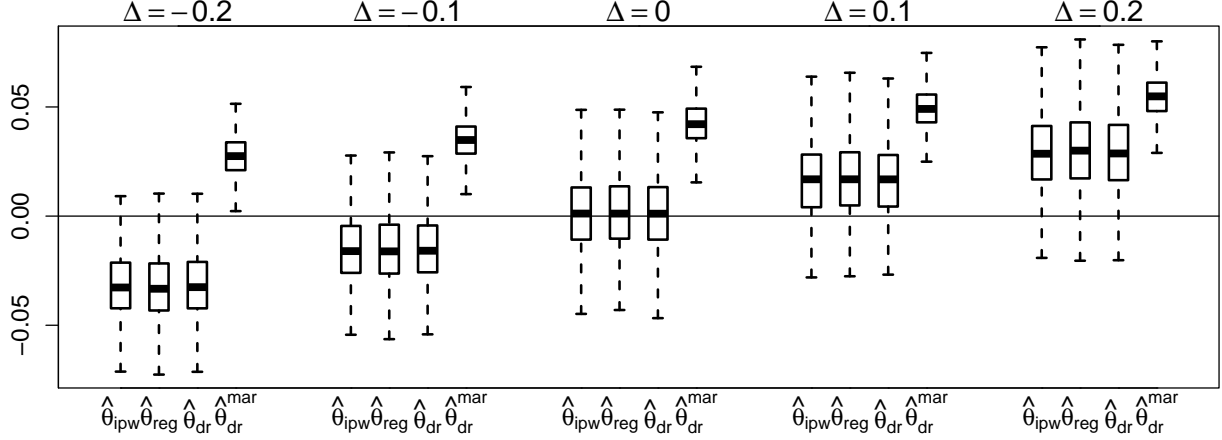 Δ = −0.2 Δ = −0.1 Δ = 0 Δ = 0.1 Δ = 0.2
0.05
0.00
−0.05
θ̂ipw θ̂reg θ̂dr θ̂dr^mar θ̂ipw θ̂reg θ̂dr θ̂dr^mar θ̂ipw θ̂reg θ̂dr θ̂dr^mar θ̂ipw θ̂reg θ̂dr θ̂dr^mar θ̂ipw θ̂reg θ̂dr θ̂dr^mar